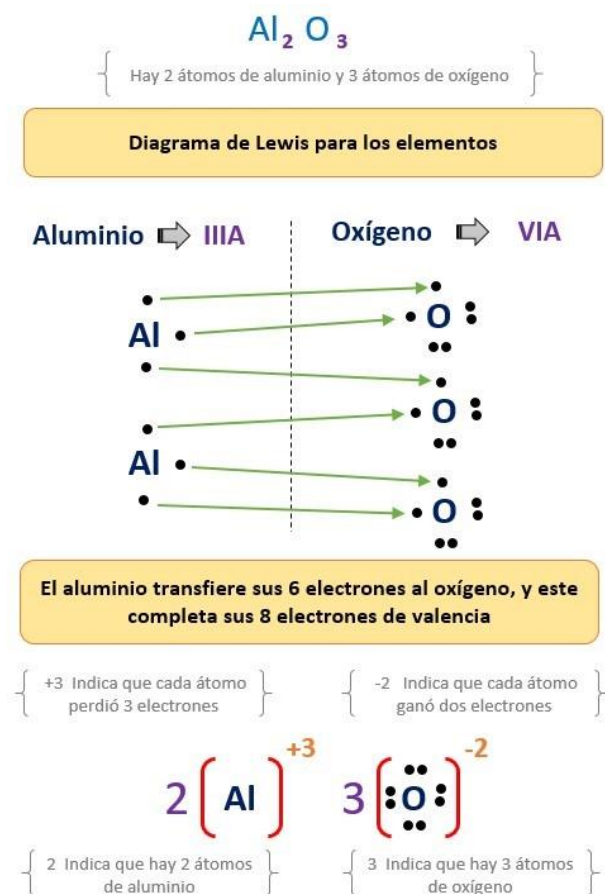 Al2 O3
Hay 2 átomos de aluminio y 3 átomos de oxígeno
Diagrama de Lewis para los elementos
Aluminio IIIA
Oxígeno VIA
O
Al
O
Al
O
El aluminio transfiere sus 6 electrones al oxígeno, y este
completa sus 8 electrones de valencia
+3 Indica que cada átomo
perdió 3 electrones
-2 Indica que cada átomo
ganó dos electrones
2 Al +3 3 O -2
2 Indica que hay 2 átomos
de aluminio
3 Indica que hay 3 átomos
de oxígeno